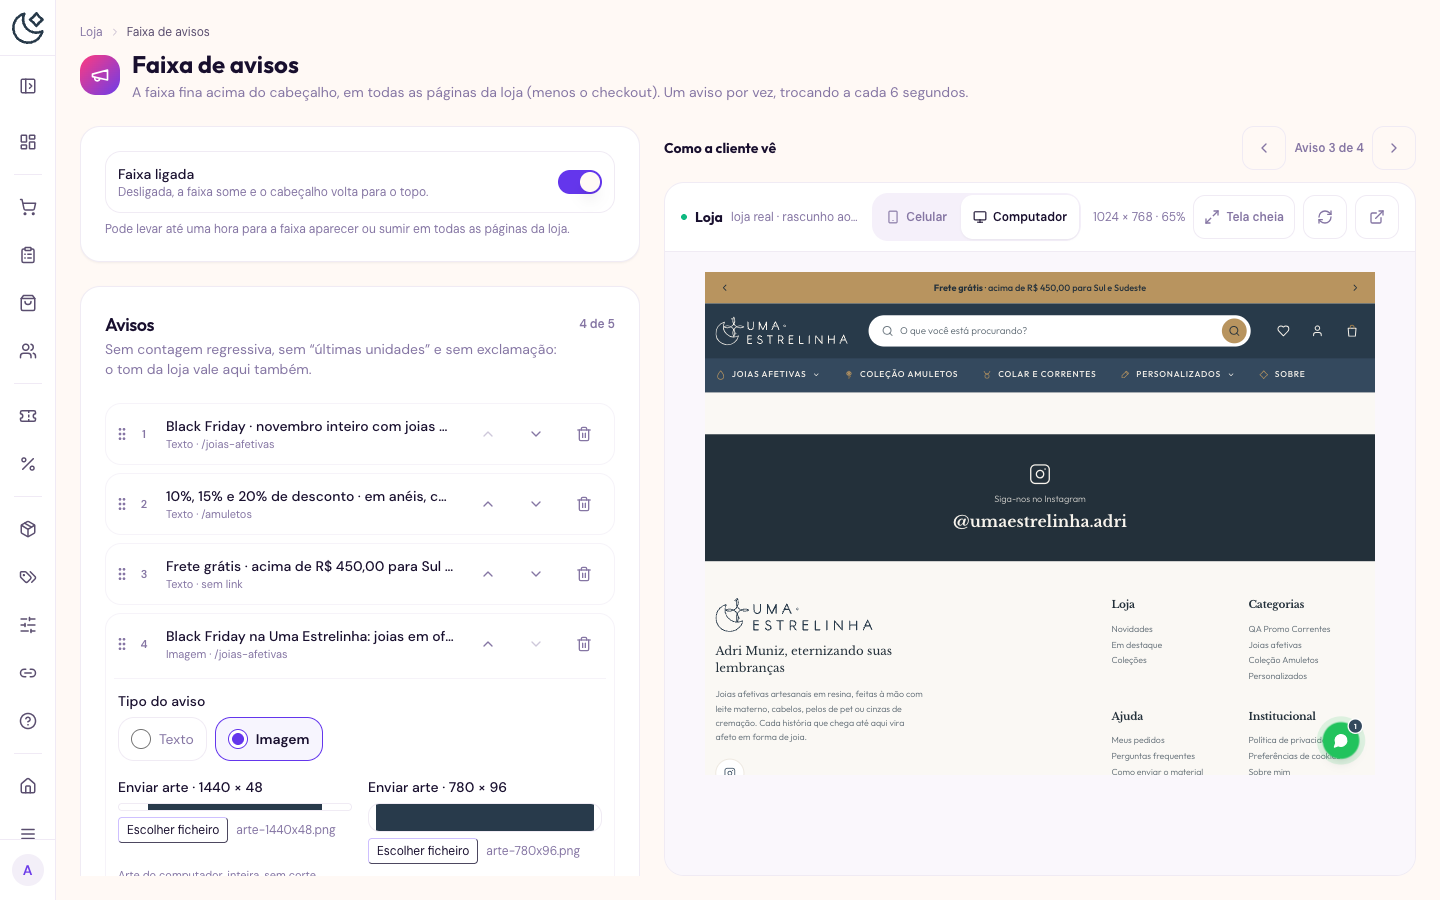 Loja > Faixa de avisos
Faixa de avisos
A faixa fina acima do cabeçalho, em todas as páginas da loja (menos o checkout). Um aviso por vez, trocando a cada 6 segundos.
Faixa ligada
Desligada, a faixa some e o cabeçalho volta para o topo.
Pode levar até uma hora para a faixa aparecer ou sumir em todas as páginas da loja.
Avisos
4 de 5
Sem contagem regressiva, sem “últimas unidades” e sem exclamação:
o tom da loja vale aqui também.
1
Black Friday · novembro inteiro com joias ...
Texto · /joias-afetivas
2
10%, 15% e 20% de desconto · em anéis, c...
Texto · /amuletos
3
Frete grátis · acima de R$ 450,00 para Sul ...
Texto · sem link
4
Black Friday na Uma Estrelinha: joias em of...
Imagem · /joias-afetivas
Tipo do aviso
Texto
Imagem
Enviar arte · 1440 × 48
Escolher ficheiro arte-1440x48.png
Enviar arte · 780 × 96
Escolher ficheiro arte-780x96.png
Arte do computador, inteira, sem corte
A
Como a cliente vê
Aviso 3 de 4
Loja loja real · rascunho ao...
Celular
Computador
1024 × 768 · 65%
Tela cheia
Frete grátis · acima de R$ 450,00 para Sul e Sudeste
UMA
ESTRELINHA
O que você está procurando?
JOIAS AFETIVAS
COLEÇÃO AMULETOS
COLAR E CORRENTES
PERSONALIZADOS
SOBRE
Siga-nos no Instagram
@umaestrelinha.adri
UMA
ESTRELINHA
Adri Muniz, eternizando suas
lembranças
Joias afetivas artesanais em resina, feitas à mão com
leite materno, cabelos, pelos de pet ou cinzas de
cremação. Cada história que chega até aqui vira
afeto em forma de joia.
Loja
Novidades
Em destaque
Coleções
Categorias
QA Promo Correntes
Joias afetivas
Coleção Amuletos
Personalizados
Ajuda
Meus pedidos
Perguntas frequentes
Como enviar o material
Institucional
Política de privacid
Preferências de cookie
Sobre mim
1